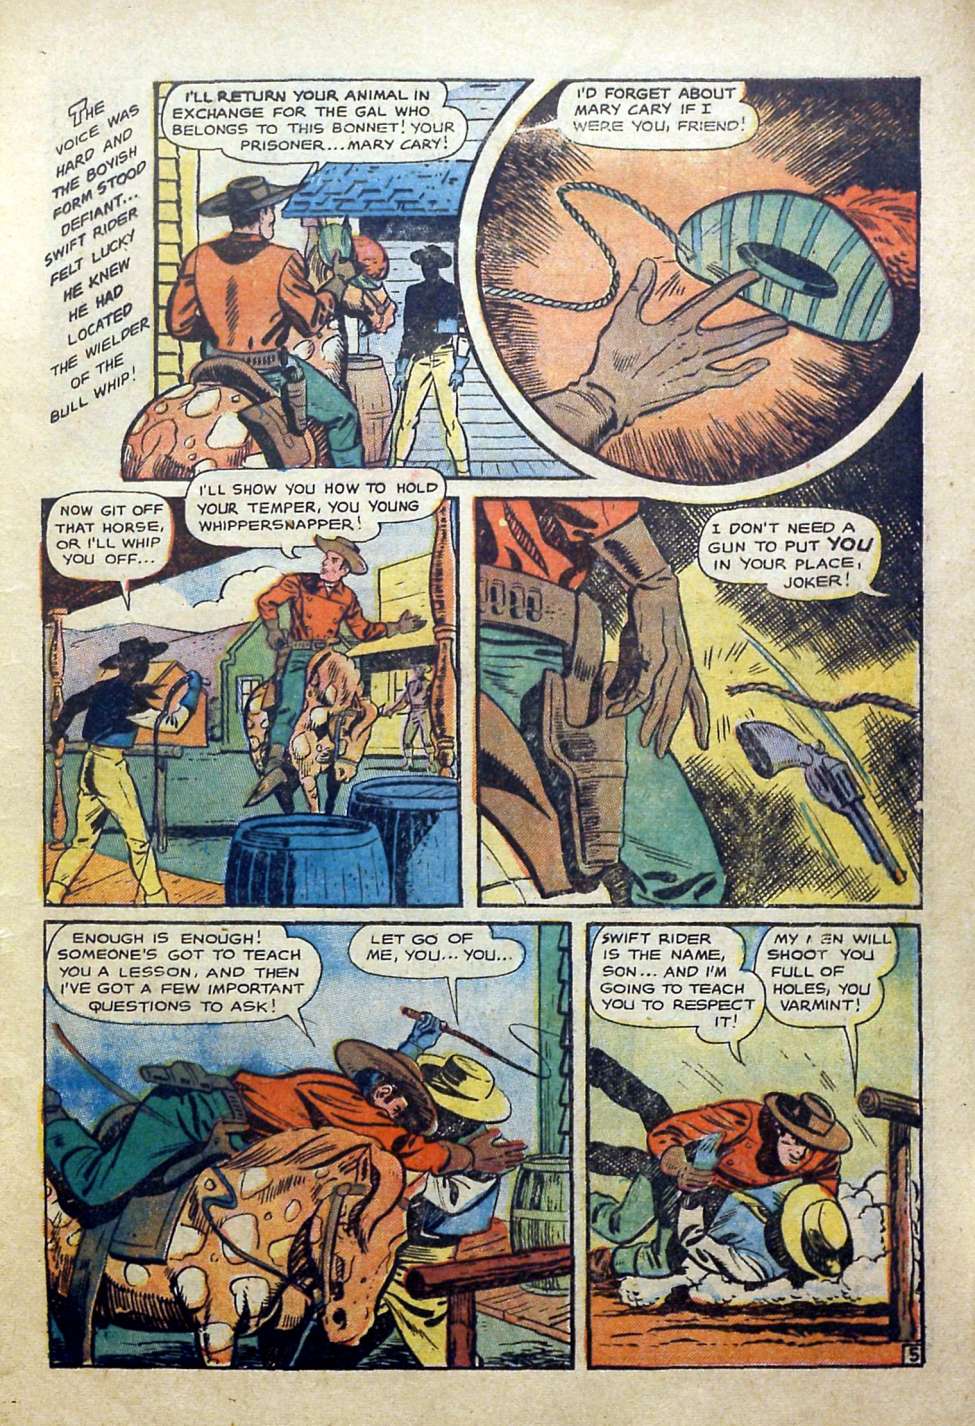 THE
VOICE WAS
HARD AND
THE BOYISH
FORM STOOD
DEFIANT...
SWIFT RIDER
FELT LUCKY
HE KNEW
HE HAD
LOCATED
THE WIELDER
OF THE
BULL WHIP!
I'LL RETURN YOUR ANIMAL IN
EXCHANGE FOR THE GAL WHO
BELONGS TO THIS BONNET! YOUR
PRISONER...MARY CARY!
I'D FORGET ABOUT
MARY CARY IF I
WERE YOU, FRIEND!
NOW GIT OFF
THAT HORSE,
OR I'LL WHIP
YOU OFF...
I'LL SHOW YOU HOW TO HOLD
YOUR TEMPER, YOU YOUNG
WHIPPERSNAPPER!
I DON'T NEED A
GUN TO PUT YOU
IN YOUR PLACE,
JOKER!
ENOUGH IS ENOUGH!
SOMEONE'S GOT TO TEACH
YOU A LESSON, AND THEN
I'VE GOT A FEW IMPORTANT
QUESTIONS TO ASK!
LET GO OF
ME, YOU...YOU...
SWIFT RIDER
IS THE NAME,
SON... AND I'M
GOING TO TEACH
YOU TO RESPECT
IT!
MY MEN WILL
SHOOT YOU
FULL OF
HOLES, YOU
VARMINT!
5